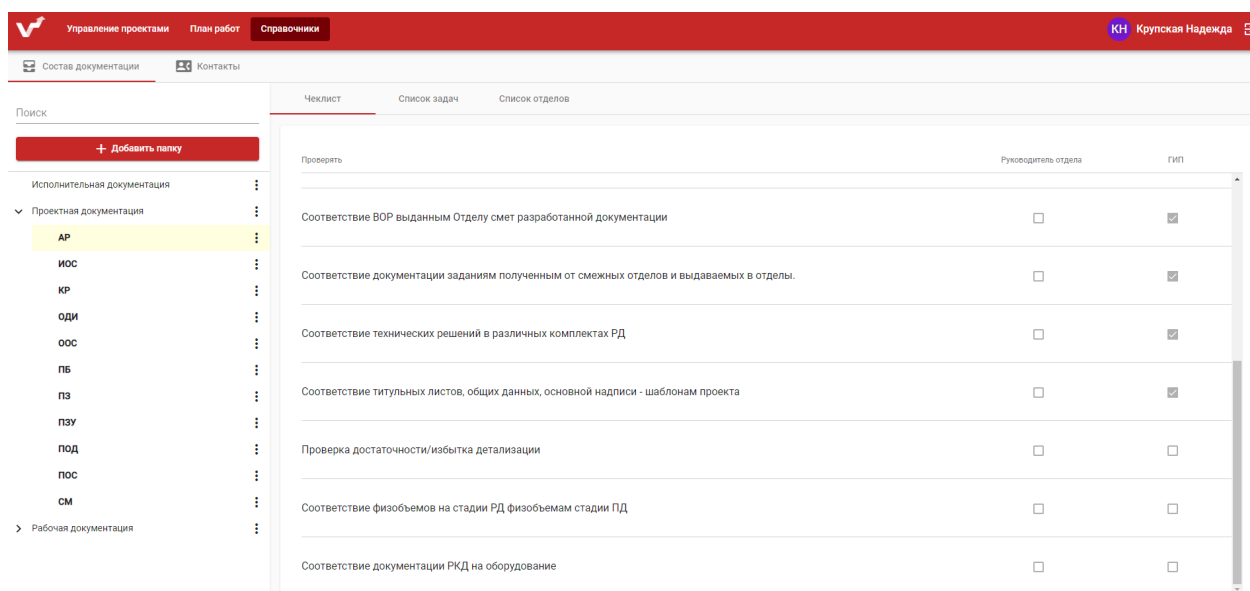 Управление проектами План работ Справочники КН Крупская Надежда
Состав документации Контакты
Поиск
+ Добавить папку
Исполнительная документация
Проектная документация
АР
ИОС
КР
ОДИ
ООС
ПБ
ПЗ
ПЗУ
ПОД
ПОС
СМ
Рабочая документация
Чеклист Список задач Список отделов
Проверять Руководитель отдела ГИП
Соответствие ВОР выданным Отделу смет разработанной документации
Соответствие документации заданиям полученным от смежных отделов и выдаваемых в отделы.
Соответствие технических решений в различных комплектах РД
Соответствие титульных листов, общих данных, основной надписи - шаблонам проекта
Проверка достаточности/избытка детализации
Соответствие физобъемов на стадии РД физобъемам стадии ПД
Соответствие документации РКД на оборудование